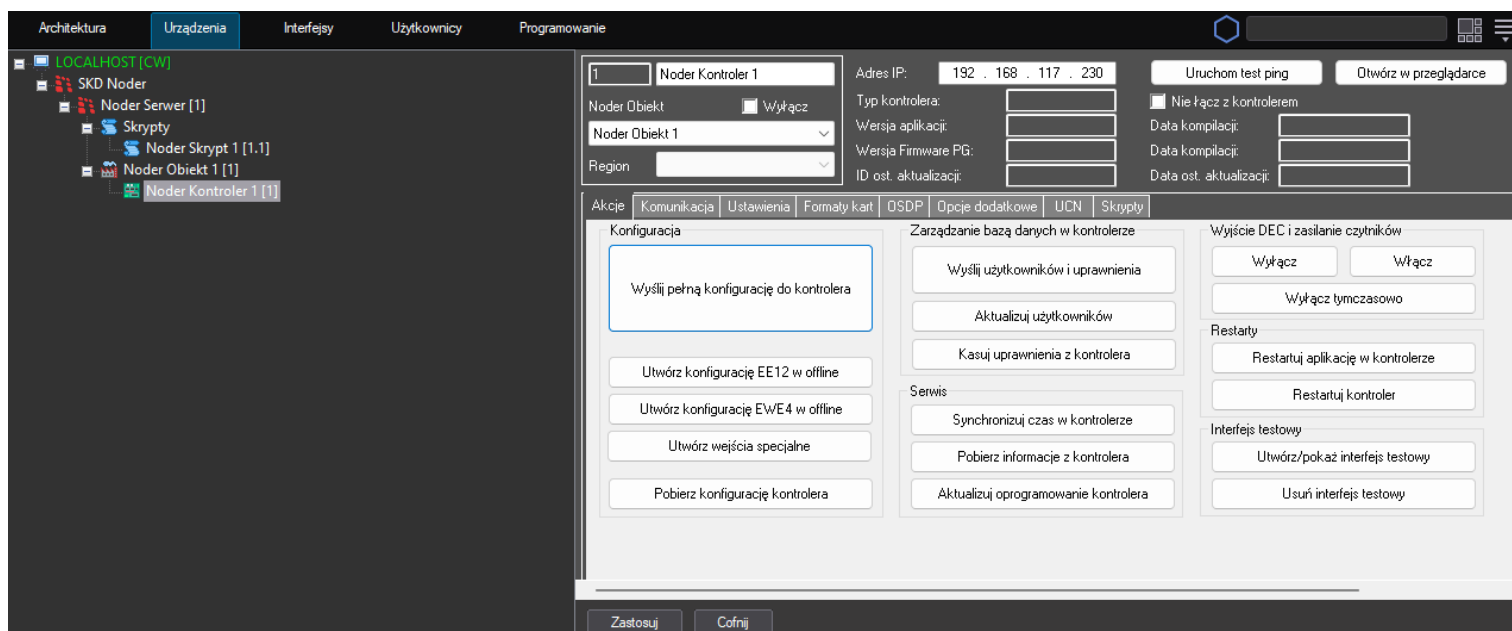 Architektura Urządzenia Interfejsy Użytkownicy Programowanie
LOCALHOST [CW]
SKD Noder
Noder Serwer [1]
Skrypty
Noder Skrypt 1 [1.1]
Noder Obiekt 1 [1]
Noder Kontroler 1 [1]
1 Noder Kontroler 1
Noder Obiekt Wyłącz
Noder Obiekt 1
Region
Adres IP: 192 . 168 . 117 . 230
Typ kontrolera:
Wersja aplikacji:
Wersja Firmware PG:
ID ost. aktualizacji:
Uruchom test ping Otwórz w przeglądarce
Nie łącz z kontrolerem
Data kompilacji:
Data kompilacji:
Data ost. aktualizacji:
Akcje Komunikacja Ustawienia Formaty kart OSDP Opcje dodatkowe UCN Skrypty
Konfiguracja
Wyślij pełną konfigurację do kontrolera
Utwórz konfigurację EE12 w offline
Utwórz konfigurację EWE4 w offline
Utwórz wejścia specjalne
Pobierz konfigurację kontrolera
Zarządzanie bazą danych w kontrolerze
Wyślij użytkowników i uprawnienia
Aktualizuj użytkowników
Kasuj uprawnienia z kontrolera
Serwis
Synchronizuj czas w kontrolerze
Pobierz informacje z kontrolera
Aktualizuj oprogramowanie kontrolera
Wyjście DEC i zasilanie czytników
Wyłącz Włącz
Wyłącz tymczasowo
Restarty
Restartuj aplikację w kontrolerze
Restartuj kontroler
Interfejs testowy
Utwórz/pokaż interfejs testowy
Usuń interfejs testowy
Zastosuj Cofnij